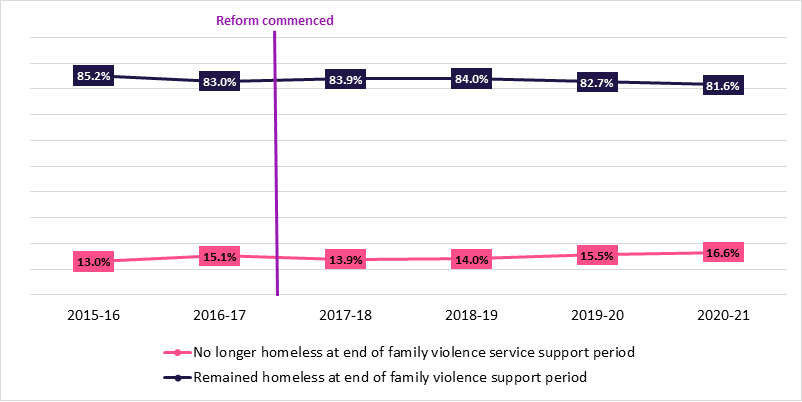 Reform commenced
85.2% 83.0% 83.9% 84.0% 82.7% 81.6%
13.0% 15.1% 13.9% 14.0% 15.5% 16.6%
2015-16 2016-17 2017-18 2018-19 2019-20 2020-21
No longer homeless at end of family violence service support period
Remained homeless at end of family violence support period